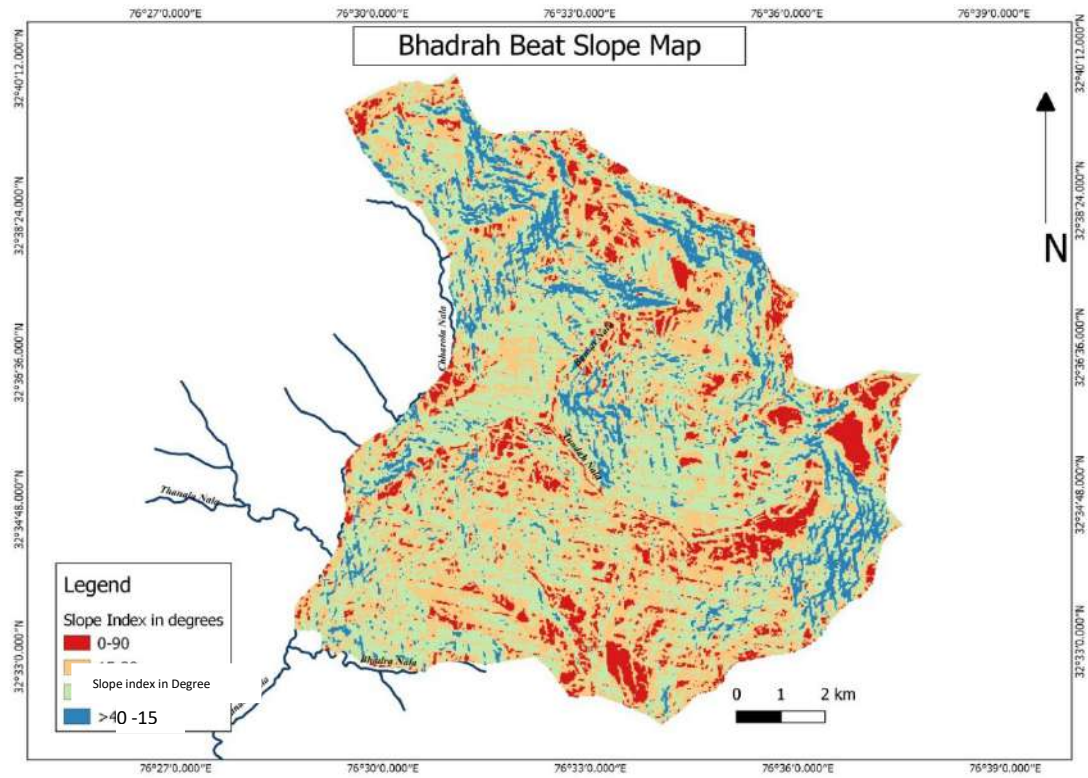 76°27'0.000"E 76°30'0.000"E 76°33'0.000"E 76°36'0.000"E 76°39'0.000"E
Bhadrah Beat Slope Map
32°40'12.000"N 32°40'12.000"N
32°38'24.000"N 32°38'24.000"N
N
Chharola Nala
32°36'36.000"N 32°36'36.000"N
Tundah Nala
Thanala Nala
32°34'48.000"N 32°34'48.000"N
Legend
Slope Index in degrees
0-90
Slope index in Degree
>4
0 -15
Bhadra Nala
32°33'0.000"N 32°33'0.000"N
0 1 2 km
76°27'0.000"E 76°30'0.000"E 76°33'0.000"E 76°36'0.000"E 76°39'0.000"E